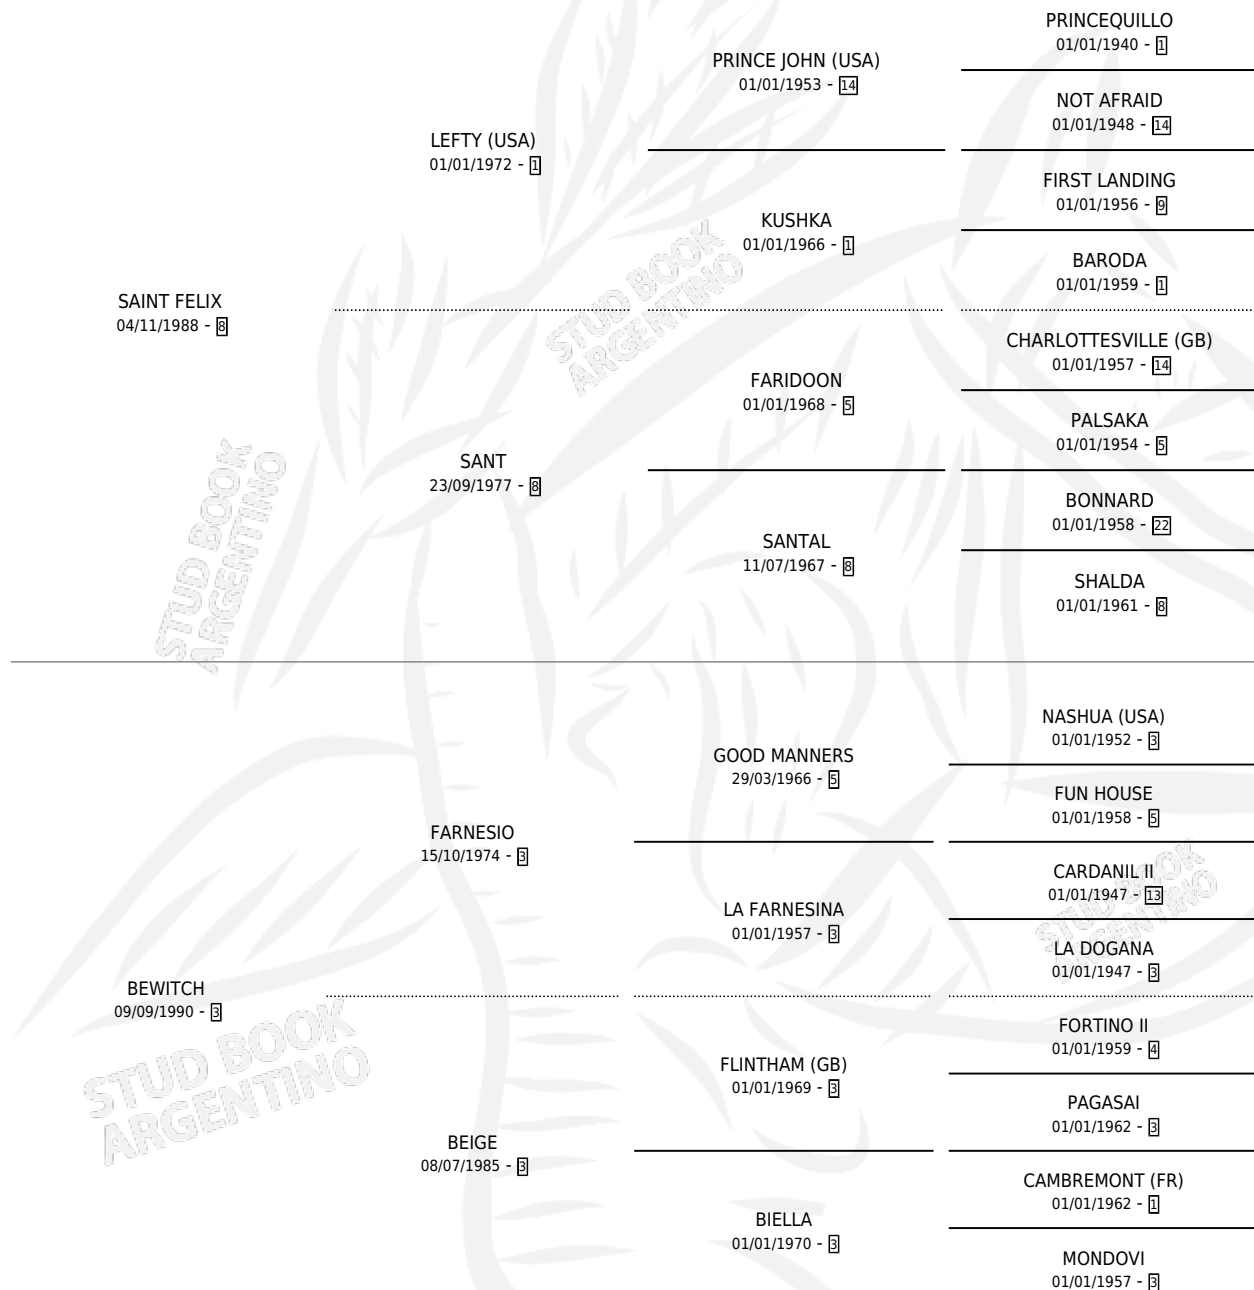 PRINCEQUILLO
01/01/1940 - 1
PRINCE JOHN (USA)
01/01/1953 - 14
NOT AFRAID
01/01/1948 - 14
LEFTY (USA)
01/01/1972 - 1
FIRST LANDING
01/01/1956 - 9
KUSHKA
01/01/1966 - 1
BARODA
01/01/1959 - 1
SAINT FELIX
04/11/1988 - 8
STUD BOOK
ARGENTINO
CHARLOTTESVILLE (GB)
01/01/1957 - 14
FARIDOON
01/01/1968 - 5
PALSAKA
01/01/1954 - 5
SANT
23/09/1977 - 8
BONNARD
01/01/1958 - 22
SANTAL
11/07/1967 - 8
SHALDA
01/01/1961 - 8
STUD BOOK
ARGENTINO
NASHUA (USA)
01/01/1952 - 3
GOOD MANNERS
29/03/1966 - 5
FUN HOUSE
01/01/1958 - 5
FARNESIO
15/10/1974 - 3
CARDANIL II
01/01/1947 - 13
LA FARNESINA
01/01/1957 - 3
STUD BOOK
ARGENTINO
LA DOGANA
01/01/1947 - 3
BEWITCH
09/09/1990 - 3
FORTINO II
01/01/1959 - 4
FLINTHAM (GB)
01/01/1969 - 3
STUD BOOK
ARGENTINO
PAGASAI
01/01/1962 - 3
BEIGE
08/07/1985 - 3
CAMBREMONT (FR)
01/01/1962 - 1
BIELLA
01/01/1970 - 3
MONDOVI
01/01/1957 - 3